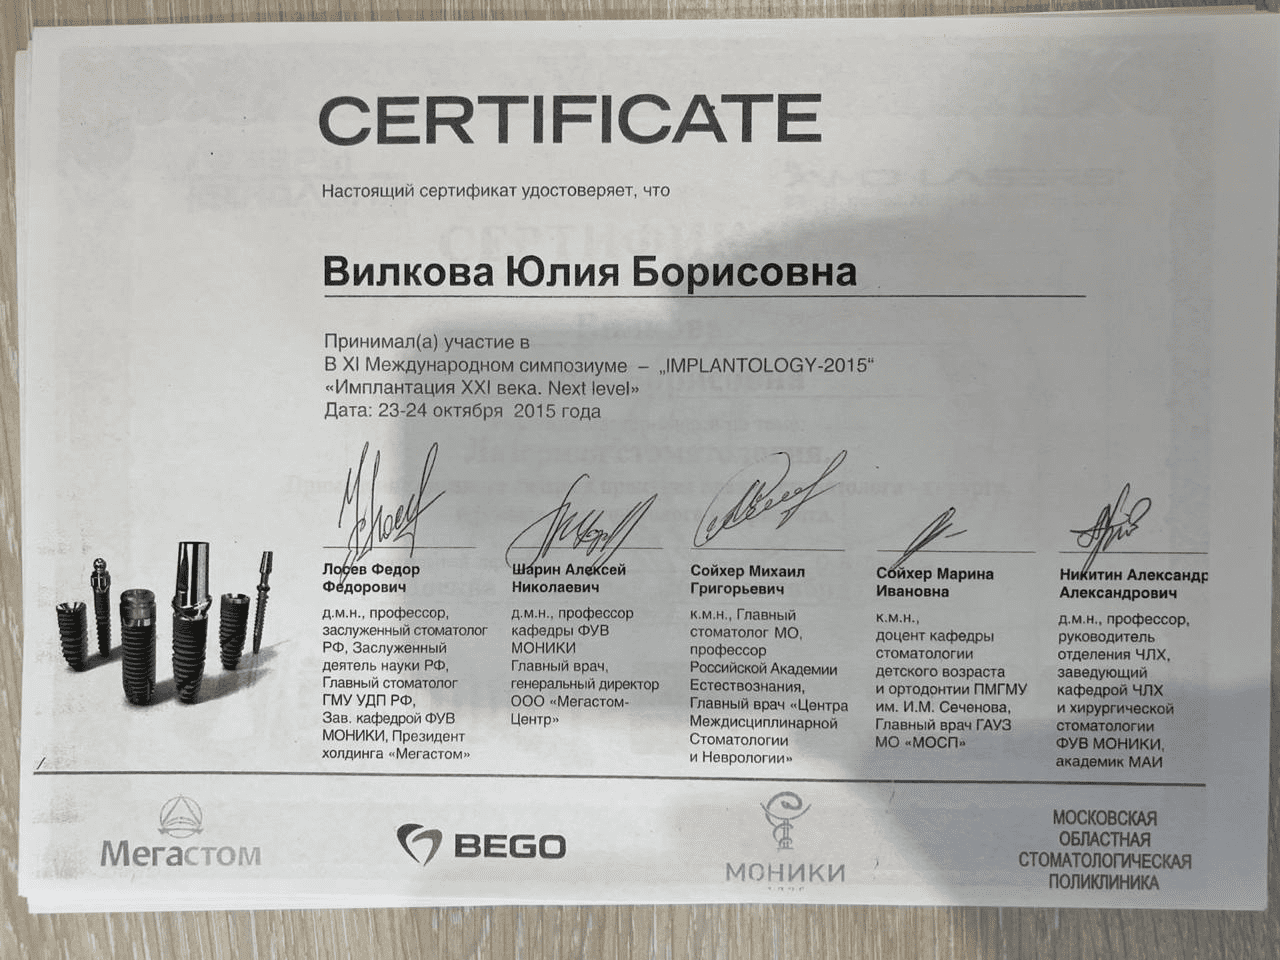 CERTIFICATE
Настоящий сертификат удостоверяет, что
Вилкова Юлия Борисовна
Принимал(а) участие в
В XI Международном симпозиуме – „IMPLANTOLOGY-2015“
«Имплантация XXI века. Next level»
Дата: 23-24 октября 2015 года
Лосев Федор
Федорович
д.м.н., профессор,
заслуженный стоматолог
РФ, Заслуженный
деятель науки РФ,
Главный стоматолог
ГМУ УДП РФ,
Зав. кафедрой ФУВ
МОНИКИ, Президент
холдинга «Мегастом»
Шарин Алексей
Николаевич
д.м.н., профессор
кафедры ФУВ
МОНИКИ
Главный врач,
генеральный директор
ООО «Мегастом-
Центр»
Сойхер Михаил
Григорьевич
к.м.н., Главный
стоматолог МО,
профессор
Российской Академии
Естествознания,
Главный врач «Центра
Междисциплинарной
Стоматологии
и Неврологии»
Сойхер Марина
Ивановна
к.м.н.,
доцент кафедры
стоматологии
детского возраста
и ортодонтии ПМГМУ
им. И.М. Сеченова,
Главный врач ГАУЗ
МО «МОСП»
Никитин Александр
Александрович
д.м.н., профессор,
руководитель
отделения ЧЛХ,
заведующий
кафедрой ЧЛХ
и хирургической
стоматологии
ФУВ МОНИКИ,
академик МАИ
Мегастом
BEGO
МОНИКИ
МОСКОВСКАЯ
ОБЛАСТНАЯ
СТОМАТОЛОГИЧЕСКАЯ
ПОЛИКЛИНИКА